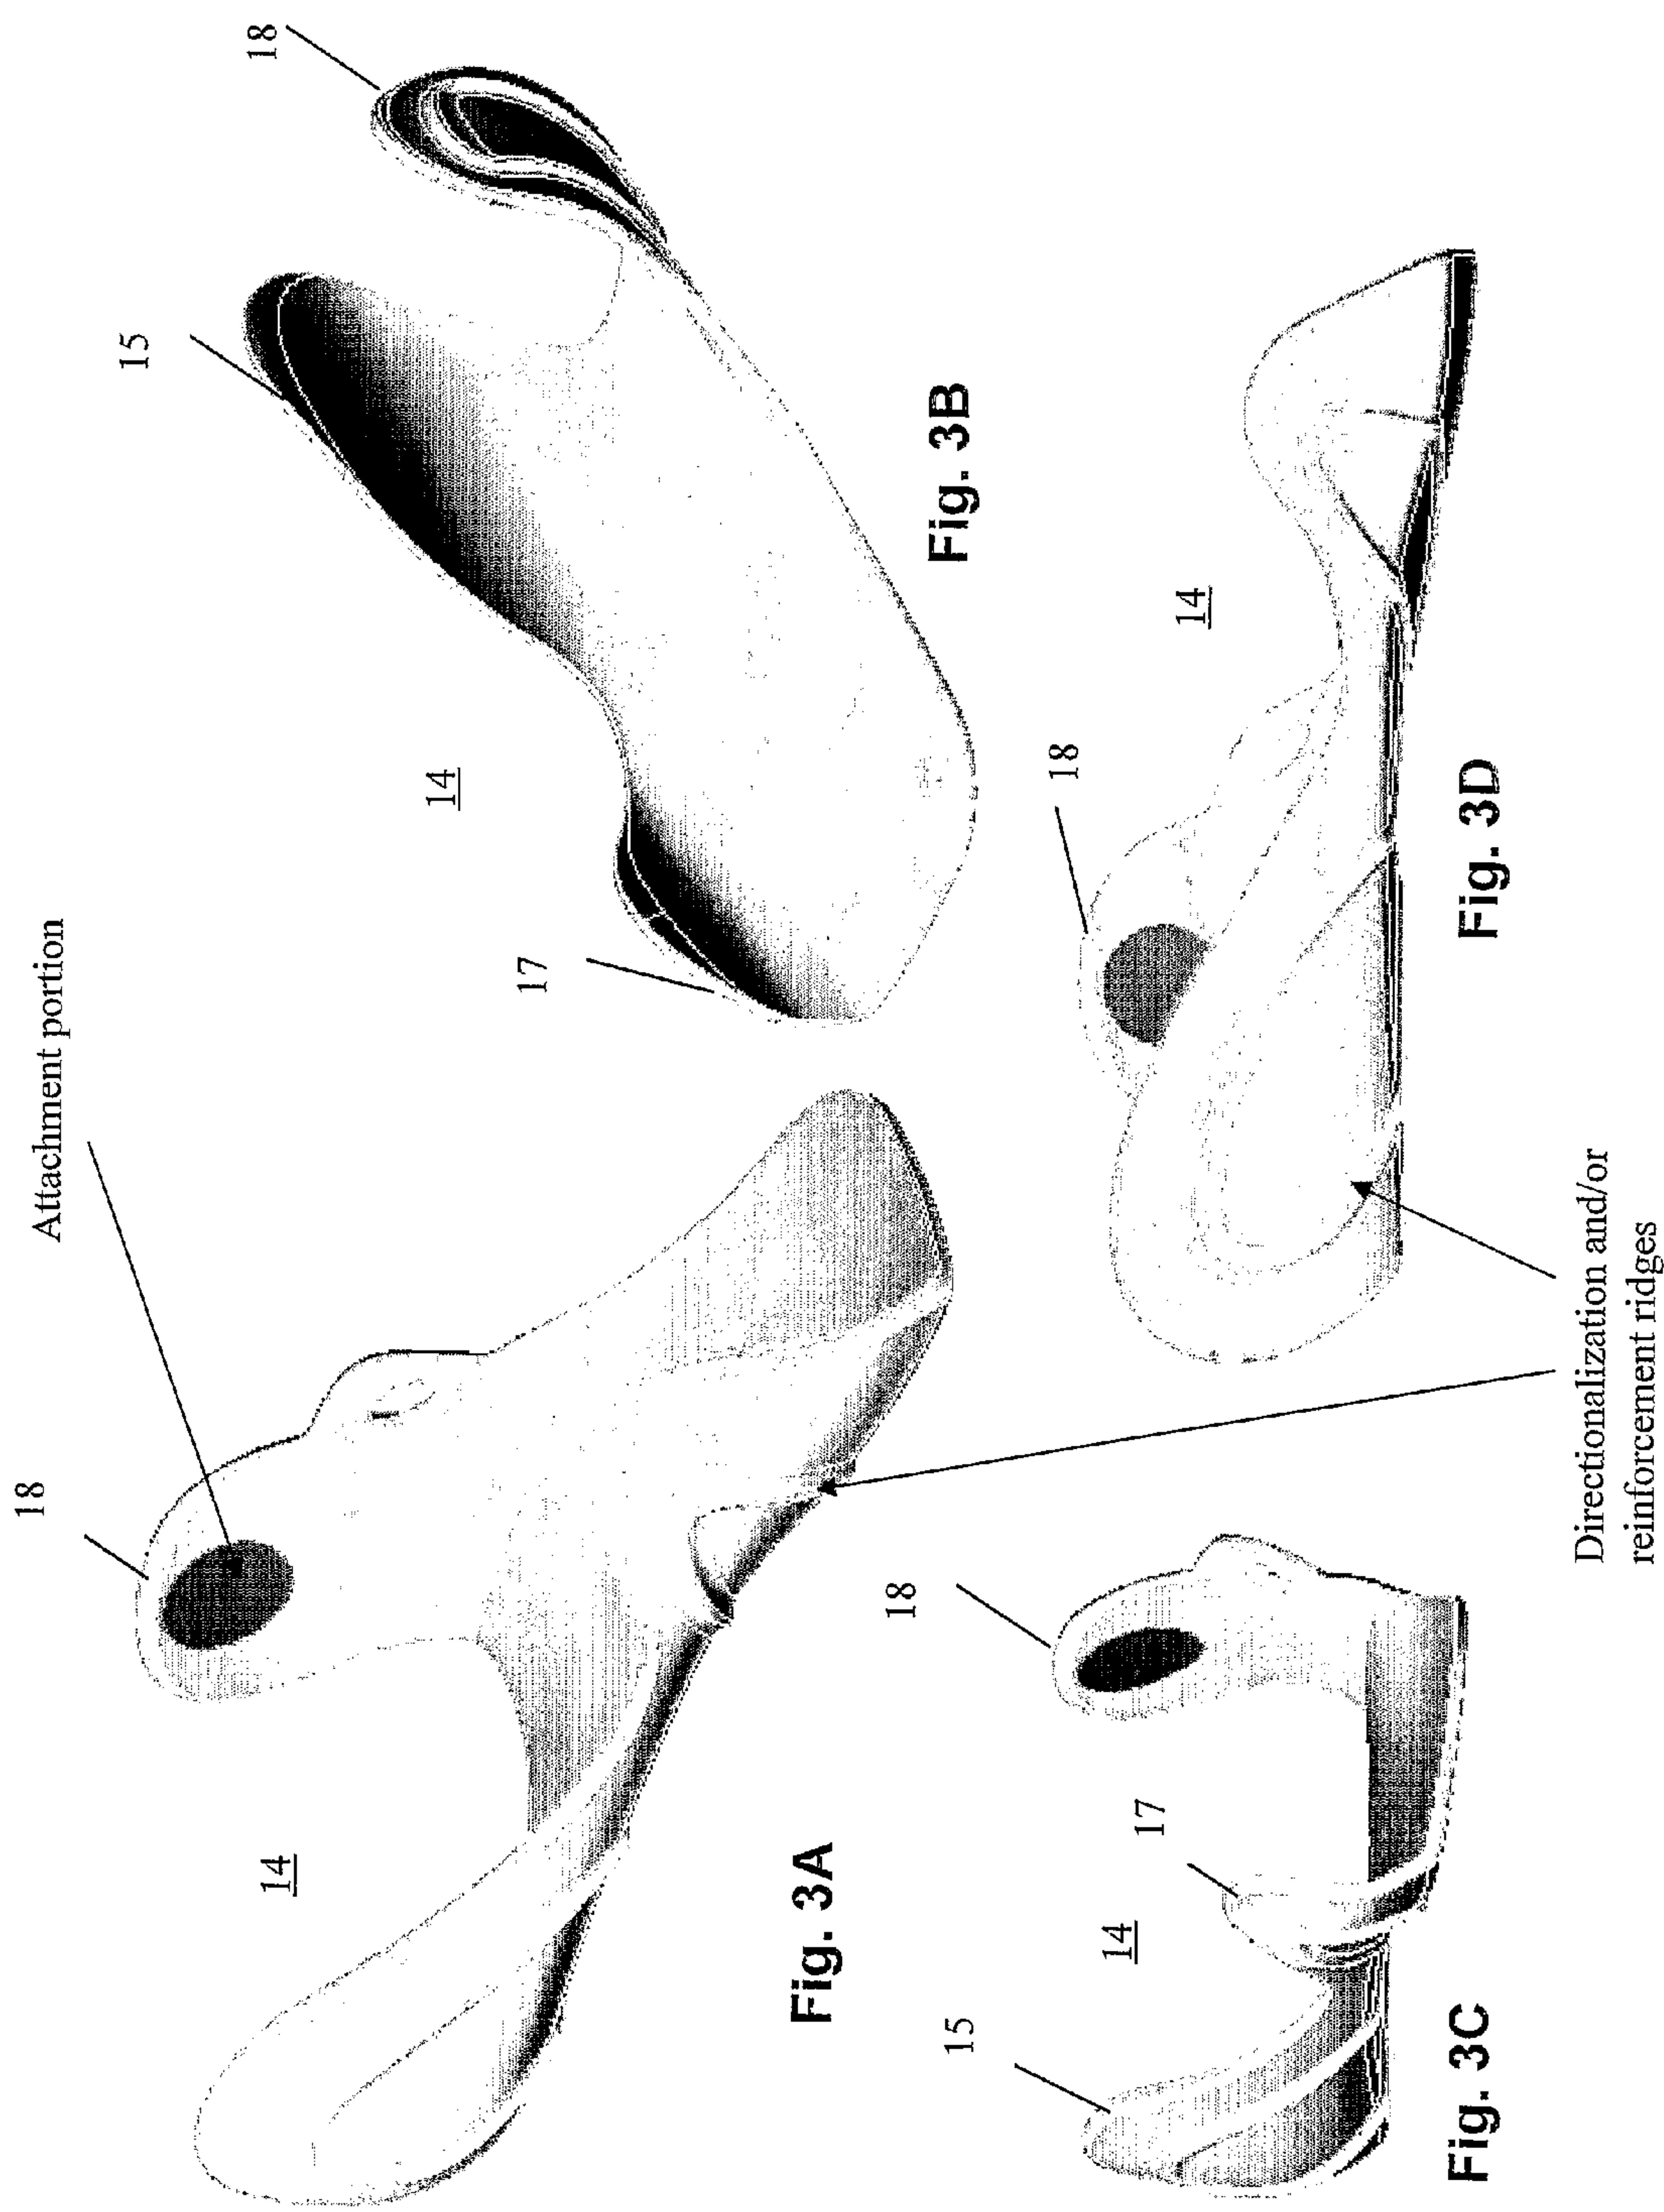 Attachment portion
18
14
Fig. 3A
18
15
14
17
Fig. 3B
18
17
14
15
Fig. 3C
18
14
Fig. 3D
Directionalization and/or
reinforcement ridges